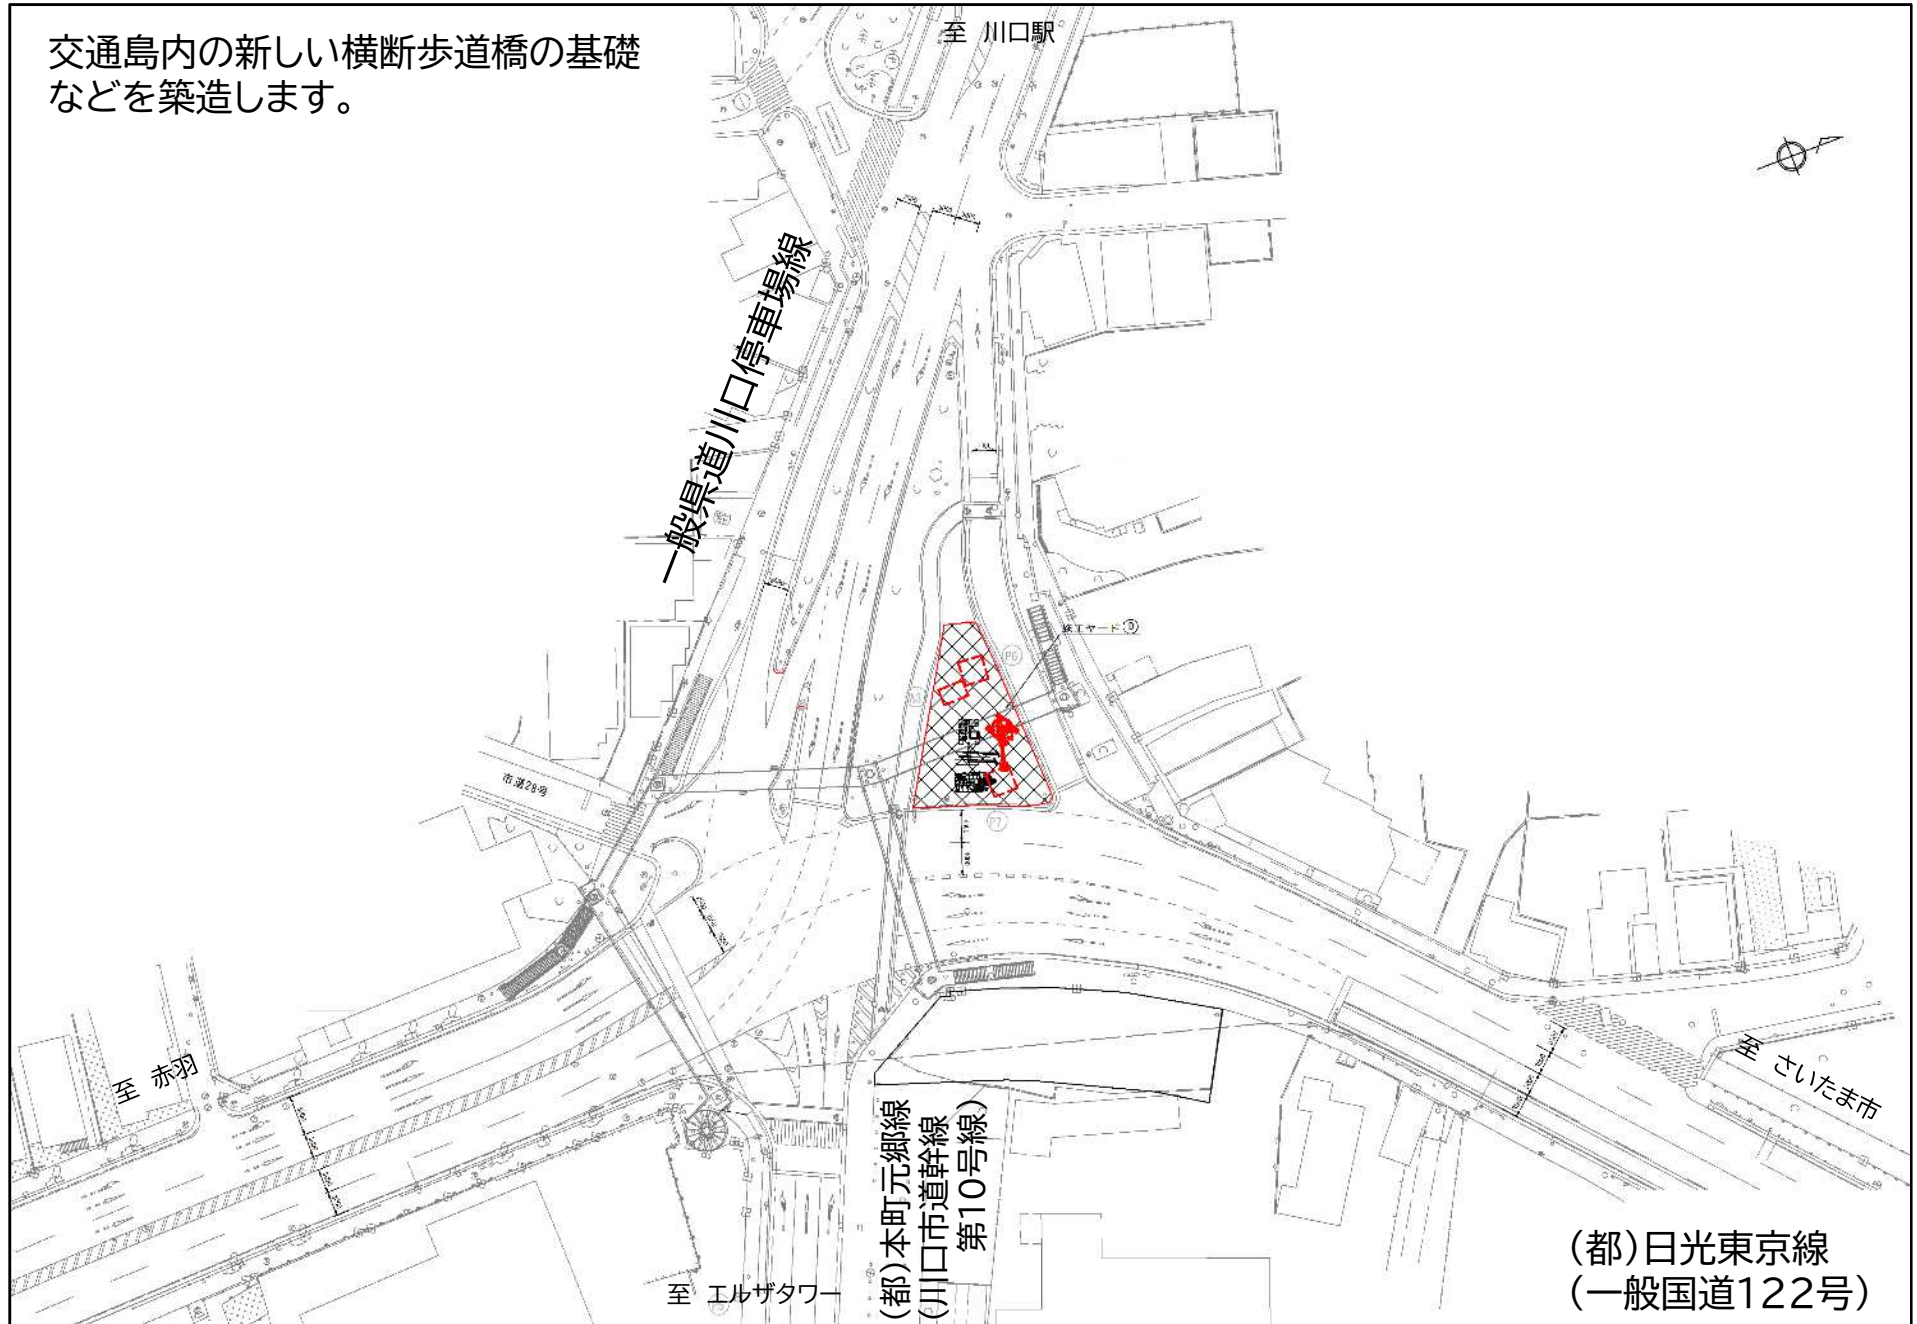 交通島内の新しい横断歩道橋の基礎
などを築造します。
至 川口駅
一般県道川口停車場線
施工ヤード⑪
P6
A3
P7
市道28号
至 赤羽
至 さいたま市
(都)本町元郷線
(川口市道幹線
第10号線)
至 エルザタワー
(都)日光東京線
(一般国道122号)